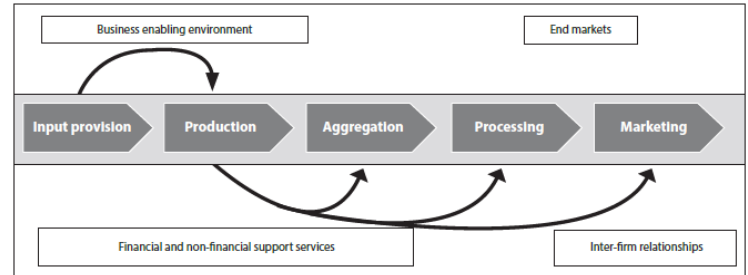 Business enabling environment
End markets
Input provision
Production
Aggregation
Processing
Marketing
Financial and non-financial support services
Inter-firm relationships